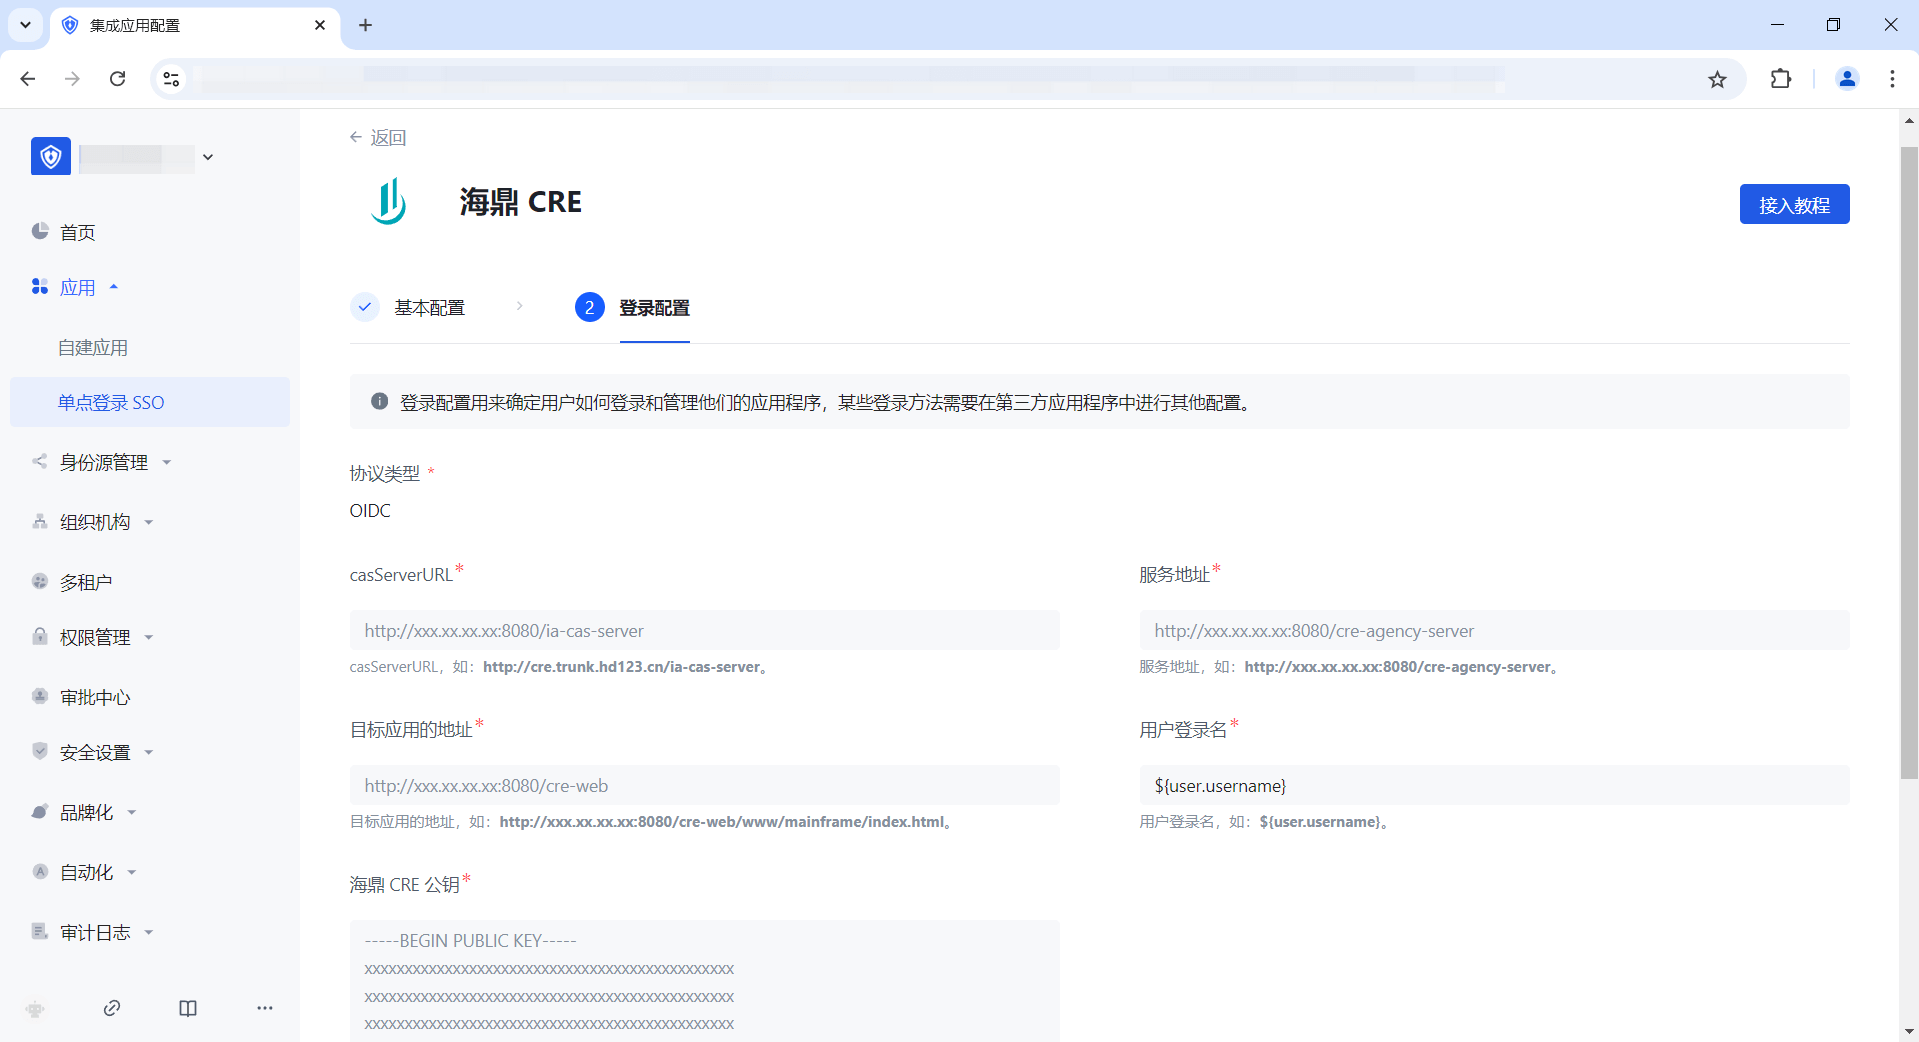 集成应用配置
返回
海鼎 CRE
接入教程
首页
应用
自建应用
单点登录 SSO
身份源管理
组织机构
多租户
权限管理
审批中心
安全设置
品牌化
自动化
审计日志
基本配置
2 登录配置
登录配置用来确定用户如何登录和管理他们的应用程序，某些登录方法需要在第三方应用程序中进行其他配置。
协议类型 *
OIDC
casServerURL*
http://xxx.xx.xx.xx:8080/ia-cas-server
casServerURL，如：http://cre.trunk.hd123.cn/ia-cas-server。
服务地址*
http://xxx.xx.xx.xx:8080/cre-agency-server
服务地址，如：http://xxx.xx.xx.xx:8080/cre-agency-server。
目标应用的地址*
http://xxx.xx.xx.xx:8080/cre-web
目标应用的地址，如：http://xxx.xx.xx.xx:8080/cre-web/www/mainframe/index.html。
用户登录名*
${user.username}
用户登录名，如：${user.username}。
海鼎 CRE 公钥*
-----BEGIN PUBLIC KEY-----
xxxxxxxxxxxxxxxxxxxxxxxxxxxxxxxxxxxxxxxxxxxxxx
xxxxxxxxxxxxxxxxxxxxxxxxxxxxxxxxxxxxxxxxxxxxxx
xxxxxxxxxxxxxxxxxxxxxxxxxxxxxxxxxxxxxxxxxxxxxx